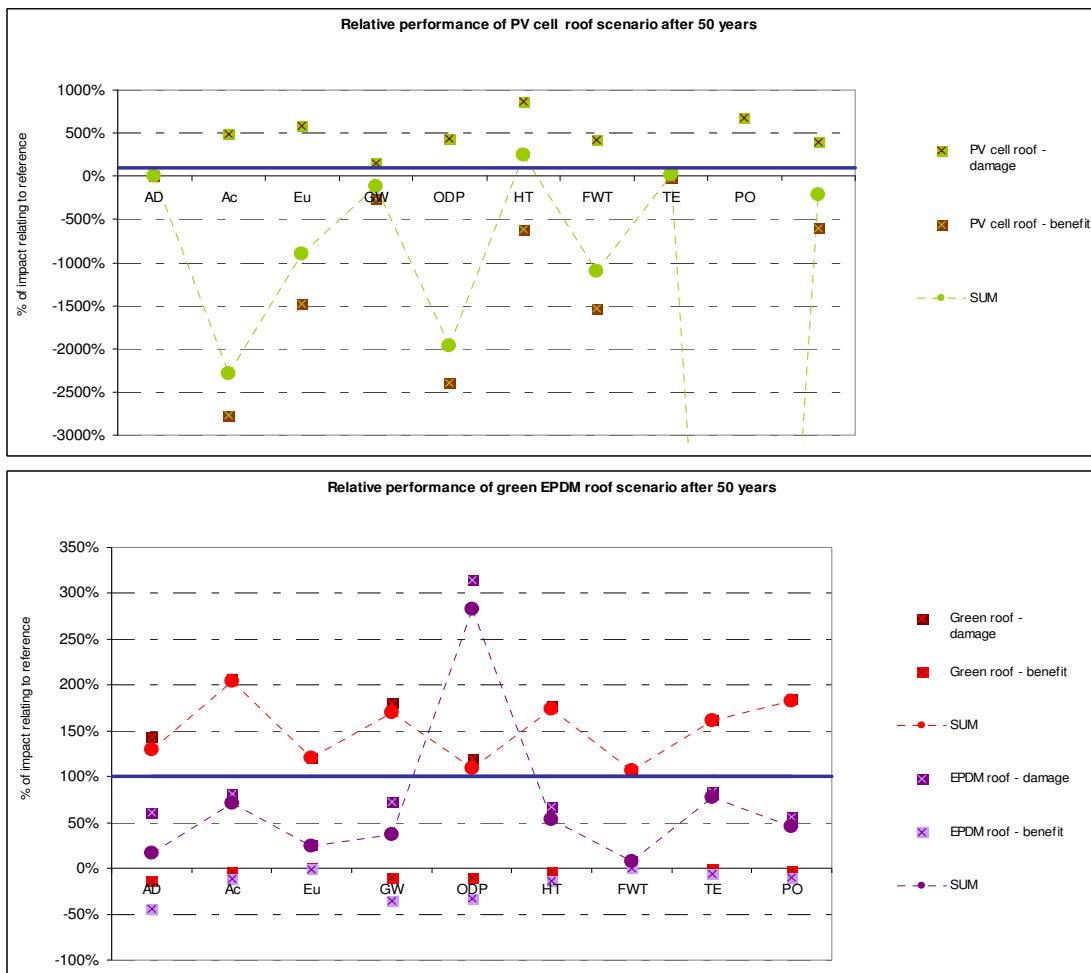 Relative performance of PV cell roof scenario after 50 years
% of impact relating to reference
1000%
500%
0%
-500%
-1000%
-1500%
-2000%
-2500%
-3000%
AD Ac Eu GW ODP HT FWT TE PO
PV cell roof -
damage
PV cell roof - benefit
SUM
Relative performance of green EPDM roof scenario after 50 years
% of impact relating to reference
350%
300%
250%
200%
150%
100%
50%
0%
-50%
-100%
AD Ac Eu GW ODP HT FWT TE PO
Green roof -
damage
Green roof - benefit
SUM
EPDM roof - damage
EPDM roof - benefit
SUM